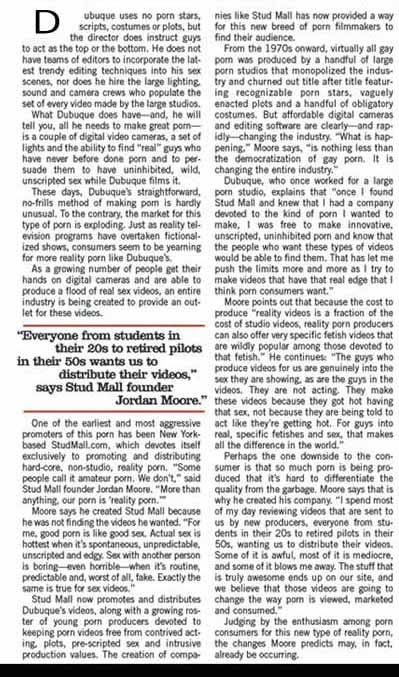 Dubuque uses no porn stars,
scripts, costumes or plots, but
the director does instruct guys
to act as the top or the bottom. He does not
have teams of editors to incorporate the lat-
est trendy editing techniques into his sex
scenes, nor does he hire the large lighting,
sound and camera crews who populate the
set of every video made by the large studios.
What Dubuque does have—and, he will
tell you, all he needs to make great porn—
is a couple of digital video cameras, a set of
lights and the ability to find "real" guys who
have never before done porn and to per-
suade them to have uninhibited, wild,
unscripted sex while Dubuque films it.
These days, Dubuque's straightforward,
no-frills method of making porn is hardly
unusual. To the contrary, the market for this
type of porn is exploding. Just as reality tel-
evision programs have overtaken fictional-
ized shows, consumers seem to be yearning
for more reality porn like Dubuque's.
As a growing number of people get their
hands on digital cameras and are able to
produce a flood of real sex videos, an entire
industry is being created to provide an out-
let for these videos.
"Everyone from students in
their 20s to retired pilots
in their 50s wants us to
distribute their videos,"
says Stud Mall founder
Jordan Moore."
One of the earliest and most aggressive
promoters of this porn has been New York-
based StudMall.com, which devotes itself
exclusively to promoting and distributing
hard-core, non-studio, reality porn. "Some
people call it amateur porn. We don't," said
Stud Mall founder Jordan Moore. "More than
anything, our porn is 'reality porn.'"
Moore says he created Stud Mall because
he was not finding the videos he wanted. "For
me, good porn is like good sex. Actual sex is
hottest when it's spontaneous, unpredictable,
unscripted and edgy. Sex with another person
is boring—even horrible—when it's routine,
predictable and, worst of all, fake. Exactly the
same is true for sex videos."
Stud Mall now promotes and distributes
Dubuque's videos, along with a growing ros-
ter of young porn producers devoted to
keeping porn videos free from contrived act-
ing, plots, pre-scripted sex and intrusive
production values. The creation of compa-
nies like Stud Mall has now provided a way
for this new breed of porn filmmakers to
find their audience.
From the 1970s onward, virtually all gay
porn was produced by a handful of large
porn studios that monopolized the indus-
try and churned out title after title featur-
ing recognizable porn stars, vaguely
enacted plots and a handful of obligatory
costumes. But affordable digital cameras
and editing software are clearly—and rap-
idly—changing the industry. "What is hap-
pening," Moore says, "is nothing less than
the democratization of gay porn. It is
changing the entire industry."
Dubuque, who once worked for a large
porn studio, explains that "once I found
Stud Mall and knew that I had a company
devoted to the kind of porn I wanted to
make, I was free to make innovative,
unscripted, uninhibited porn and know that
the people who want these types of videos
would be able to find them. That has let me
push the limits more and more as I try to
make videos that have that real edge that I
think porn consumers want."
Moore points out that because the cost to
produce "reality videos is a fraction of the
cost of studio videos, reality porn producers
can also offer very specific fetish videos that
are wildly popular among those devoted to
that fetish." He continues: "The guys who
produce videos for us are genuinely into the
sex they are showing, as are the guys in the
videos. They are not acting. They make
these videos because they got hot having
that sex, not because they are being told to
act like they're getting hot. For guys into
real, specific fetishes and sex, that makes
all the difference in the world."
Perhaps the one downside to the con-
sumer is that so much porn is being pro-
duced that it's hard to differentiate the
quality from the garbage. Moore says that is
why he created his company. "I spend most
of my day reviewing videos that are sent to
us by new producers, everyone from stu-
dents in their 20s to retired pilots in their
50s, wanting us to distribute their videos.
Some of it is awful, most of it is mediocre,
and some of it blows me away. The stuff that
is truly awesome ends up on our site, and
we believe that those videos are going to
change the way porn is viewed, marketed
and consumed."
Judging by the enthusiasm among porn
consumers for this new type of reality porn,
the changes Moore predicts may, in fact,
already be occurring.